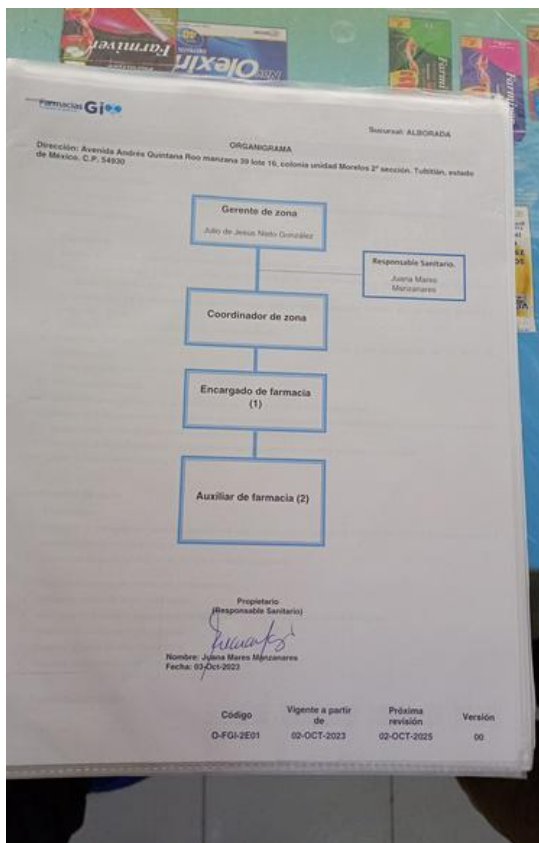 Farmiver
Olexin
Farmacias Gi
Sucursal: ALBORADA
ORGANIGRAMA
Dirección: Avenida Andrés Quintana Roo manzana 39 lote 16, colonia unidad Morelos 2ª sección. Tultitlán, estado
de México. C.P. 54930
Gerente de zona
Julio de Jesus Nieto González
Responsable Sanitario.
Juana Mares
Manzanares
Coordinador de zona
Encargado de farmacia
(1)
Auxiliar de farmacia (2)
Propietario
(Responsable Sanitario)
Nombre: Juana Mares Manzanares
Fecha: 03-Oct-2023
Código
Vigente a partir
de
Próxima
revisión
Versión
O-FGI-2E01
02-OCT-2023
02-OCT-2025
00